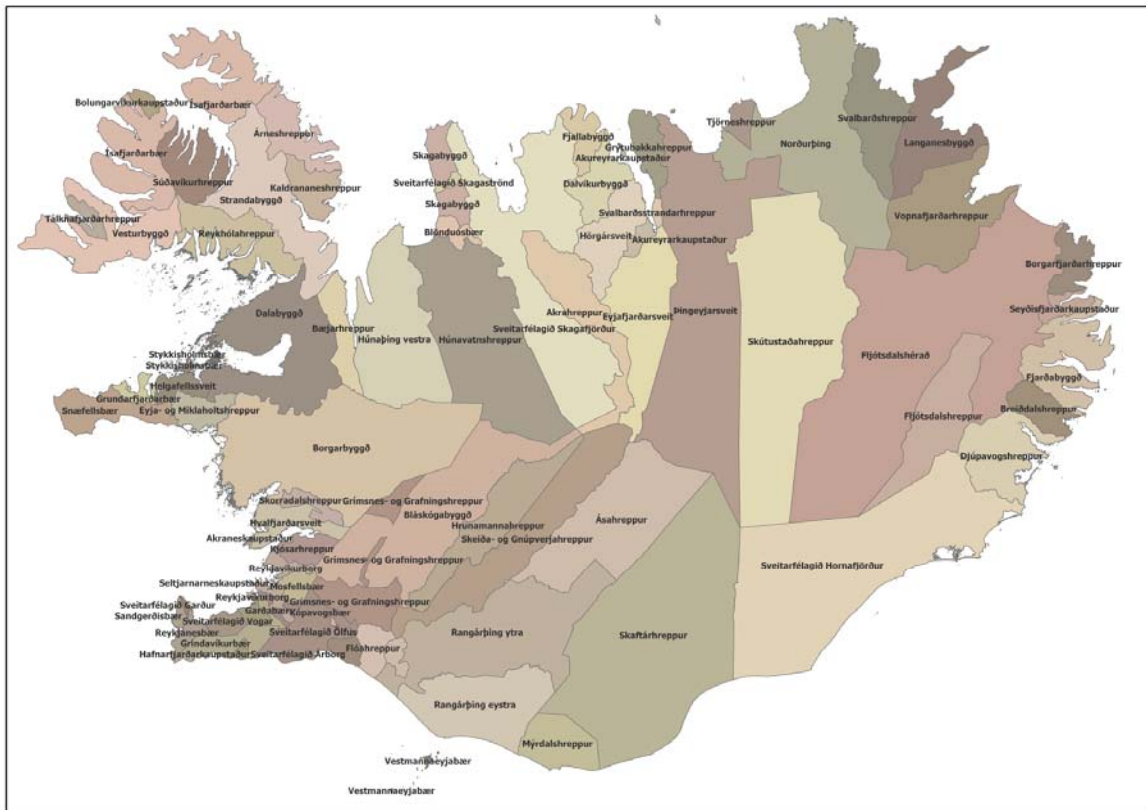 Bolungarvíkurkaupstaður
Ísafjarðarbær
Árneshreppur
Ísafjarðarbær
Súðavíkurhreppur
Kaldrananeshreppur
Strandabyggð
Tálknafjarðarhreppur
Vesturbyggð
Reykhólahreppur
Skagabyggð
Sveitarfélagið Skagaströnd
Skagabyggð
Blönduósbær
Fjallabyggð
Grýtubakkahreppur
Akureyrarkaupstaður
Dalvíkurbyggð
Svalbarðsstrandarhreppur
Hörgársveit
Akureyrarkaupstaður
Tjörneshreppur
Norðurþing
Svalbarðshreppur
Langanesbyggð
Vopnafjarðarhreppur
Borgarfjarðarhreppur
Seyðisfjarðarkaupstaður
Dalabyggð
Bæjarhreppur
Húnaþing vestra
Húnavatnshreppur
Akrahreppur
Sveitarfélagið Skagafjörður
Eyjafjarðarsveit
Þingeyjarsveit
Skútustaðahreppur
Fljótsdalshérað
Fjarðabyggð
Breiðdalshreppur
Fljótsdalshreppur
Djúpavogshreppur
Stykkishólmsbær
Stykkishólmsbær
Helgafellssveit
Grundarfjarðarbær
Snæfellsbær
Eyja- og Miklaholtshreppur
Borgarbyggð
Skorradalshreppur
Grímsnes- og Grafningshreppur
Bláskógabyggð
Hvalfjarðarsveit
Hrunamannahreppur
Ásahreppur
Akraneskaupstaður
Skeiða- og Gnúpverjahreppur
Kjósarhreppur
Grímsnes- og Grafningshreppur
Sveitarfélagið Hornafjörður
Reykjavíkurborg
Seltjarnarneskaupstaður
Mosfellsbær
Reykjavíkurborg
Grímsnes- og Grafningshreppur
Sveitarfélagið Garður
Garðabær
Kópavogsbær
Sandgerðisbær
Sveitarfélagið Vogar
Reykjanesbær
Sveitarfélagið Ölfus
Rangárþing ytra
Skaftárhreppur
Grindavíkurbær
Flóahreppur
Hafnarfjarðarkaupstaður
Sveitarfélagið Árborg
Rangárþing eystra
Mýrdalshreppur
Vestmannaeyjabær
Vestmannaeyjabær